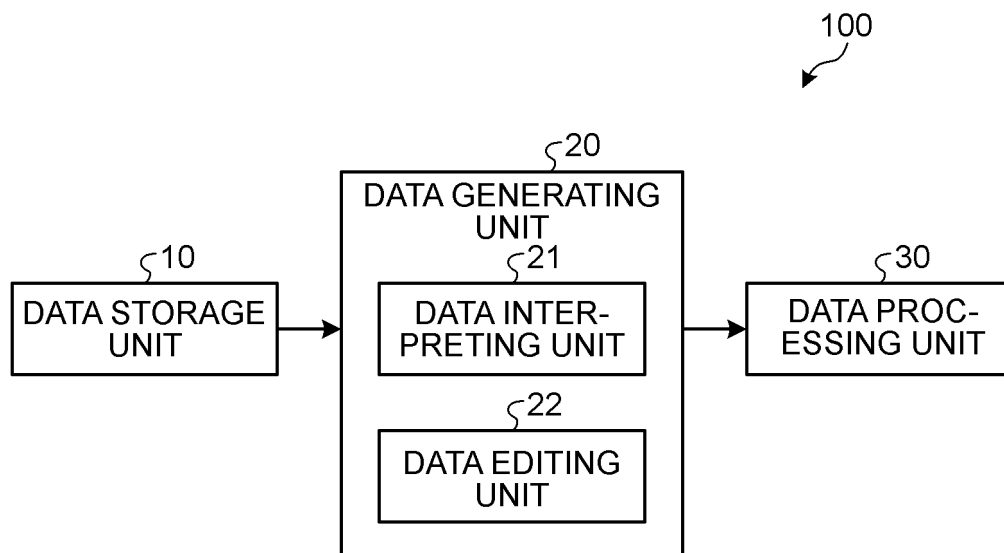 100
20
DATA GENERATING
UNIT
10
DATA STORAGE
UNIT
21
DATA INTER-
PRETING UNIT
22
DATA EDITING
UNIT
30
DATA PROC-
ESSING UNIT